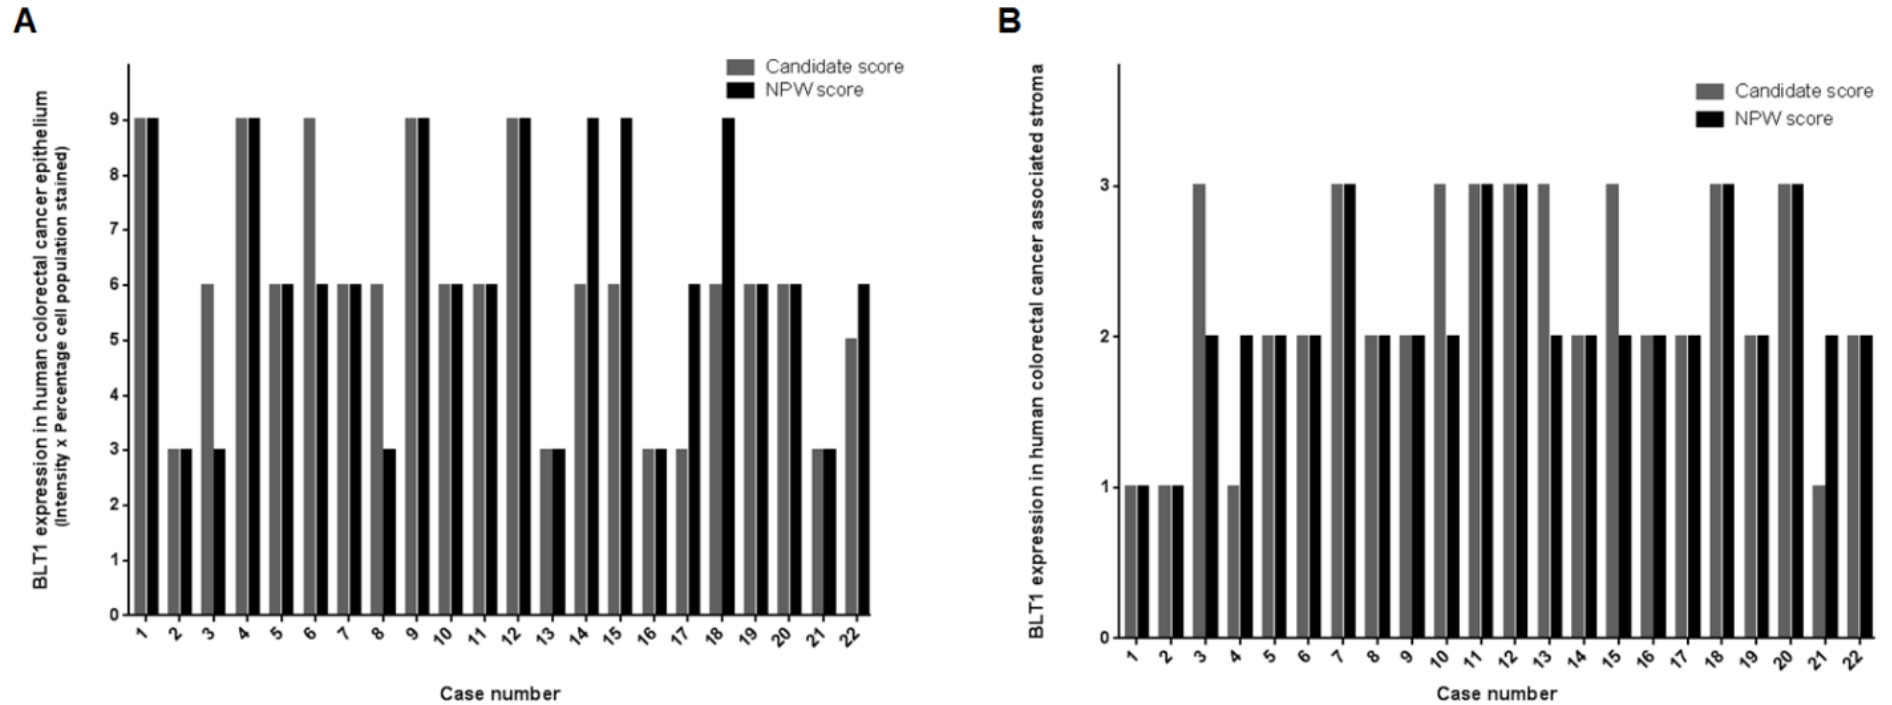 A
BLT1 expression in human colorectal cancer epithelium
(Intensity x Percentage cell population stained)
Candidate score
NPW score
9
8
7
6
5
4
3
2
1
0
1 2 3 4 5 6 7 8 9 10 11 12 13 14 15 16 17 18 19 20 21 22
Case number
B
BLT1 expression in human colorectal cancer associated stroma
Candidate score
NPW score
3
2
1
0
1 2 3 4 5 6 7 8 9 10 11 12 13 14 15 16 17 18 19 20 21 22
Case number